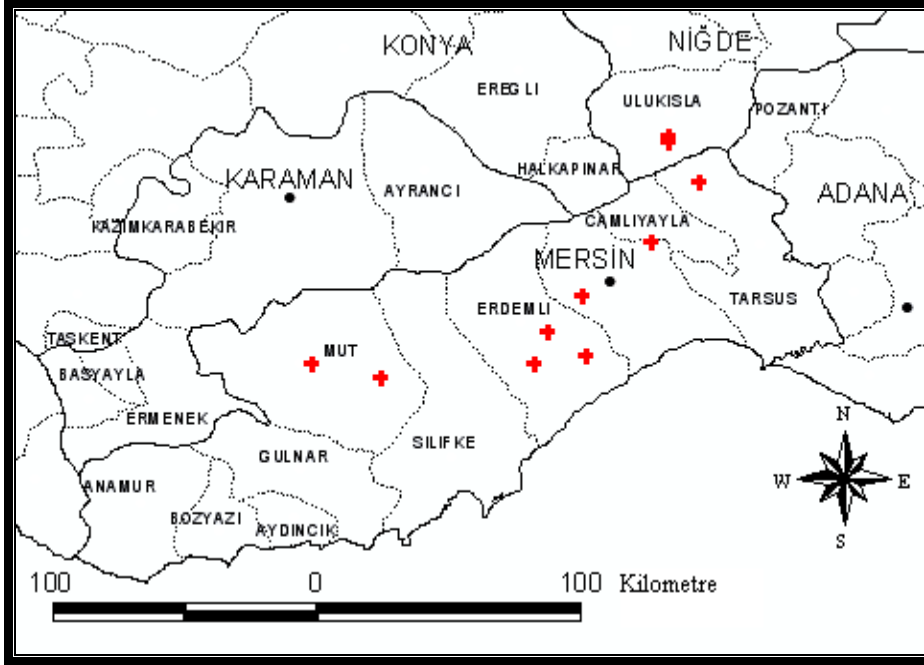 KONYA
NİĞDE
EREGLI
ULUKISLA
POZANTI
HALKAPINAR
KARAMAN
AYRANCI
ADANA
KAZIMKARABEKIR
CAMLIYAYLA
MERSİN
TARSUS
ERDEMLI
TASKENT
MUT
BASYAYLA
ERMENEK
SILIFKE
GULNAR
N
ANAMUR
W
E
BOZYAZI
AYDINCIK
S
100 0 100 Kilometre